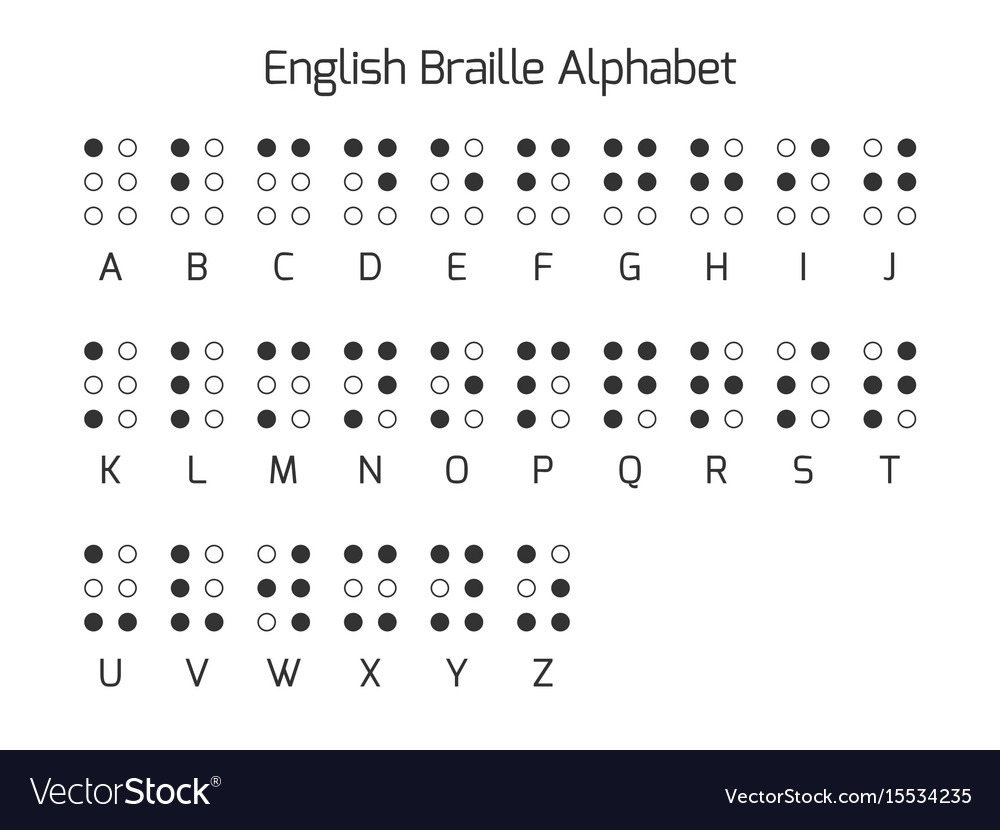 English Braille Alphabet
A B C D E F G H I J
K L M N O P Q R S T
U V W X Y Z
VectorStock®
VectorStock.com/15534235